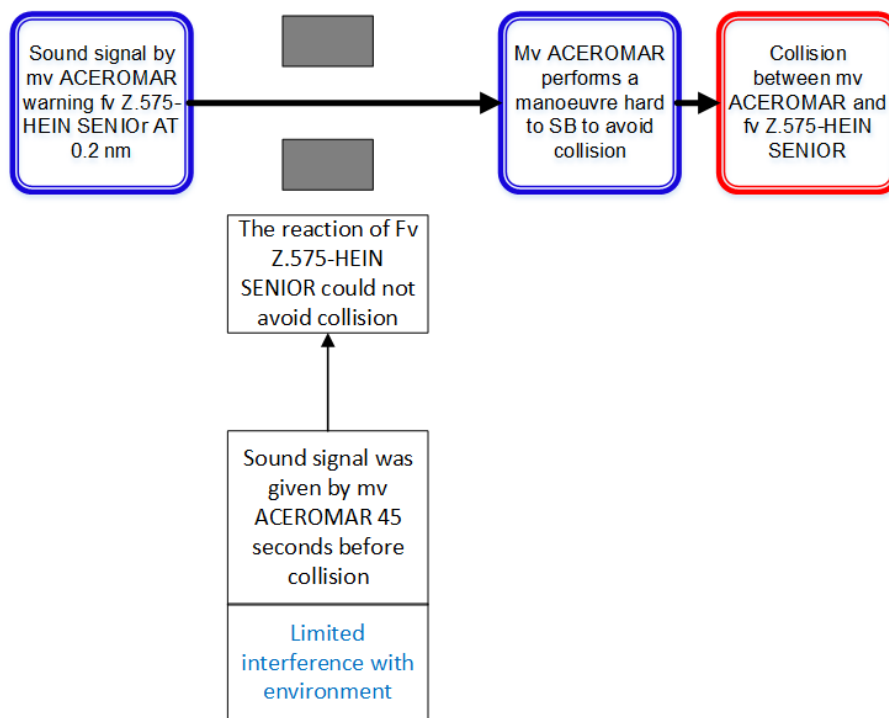 Sound signal by
mv ACEROMAR
warning fv Z.575-
HEIN SENIOr AT
0.2 nm
Mv ACEROMAR
performs a
manoeuvre hard
to SB to avoid
collision
Collision
between mv
ACEROMAR and
fv Z.575-HEIN
SENIOR
The reaction of Fv
Z.575-HEIN
SENIOR could not
avoid collision
Sound signal was
given by mv
ACEROMAR 45
seconds before
collision
Limited
interference with
environment